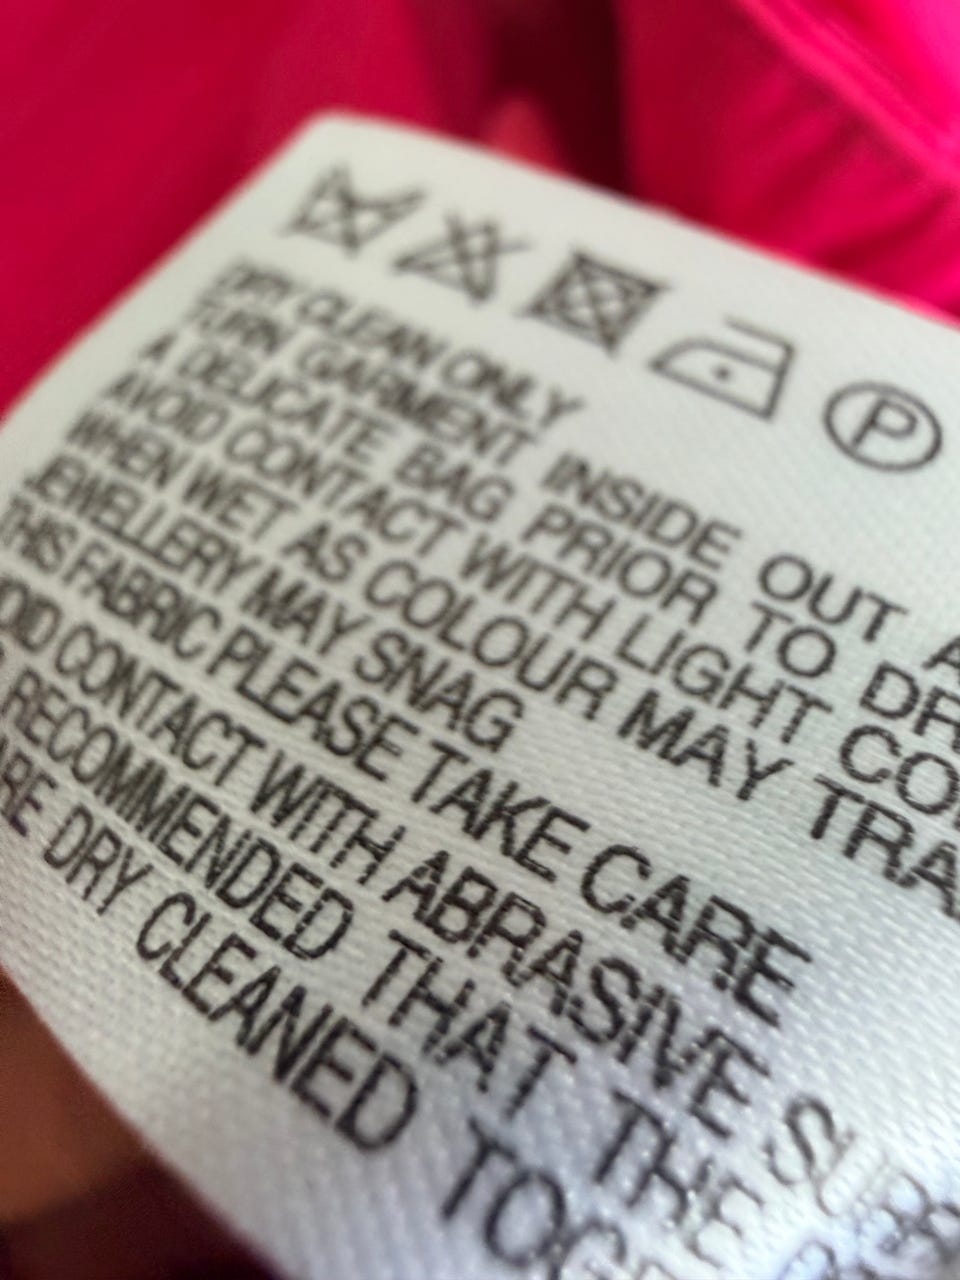 P
DRY CLEAN ONLY
TURN GARMENT INSIDE OUT
A DELICATE BAG PRIOR TO
AVOID CONTACT WITH LIGHT
WHEN WET AS COLOUR MAY
JEWELLERY MAY SNAG
THIS FABRIC PLEASE TAKE CARE
CONTACT WITH ABRASIVE
RECOMMENDED THAT
DRY CLEANED